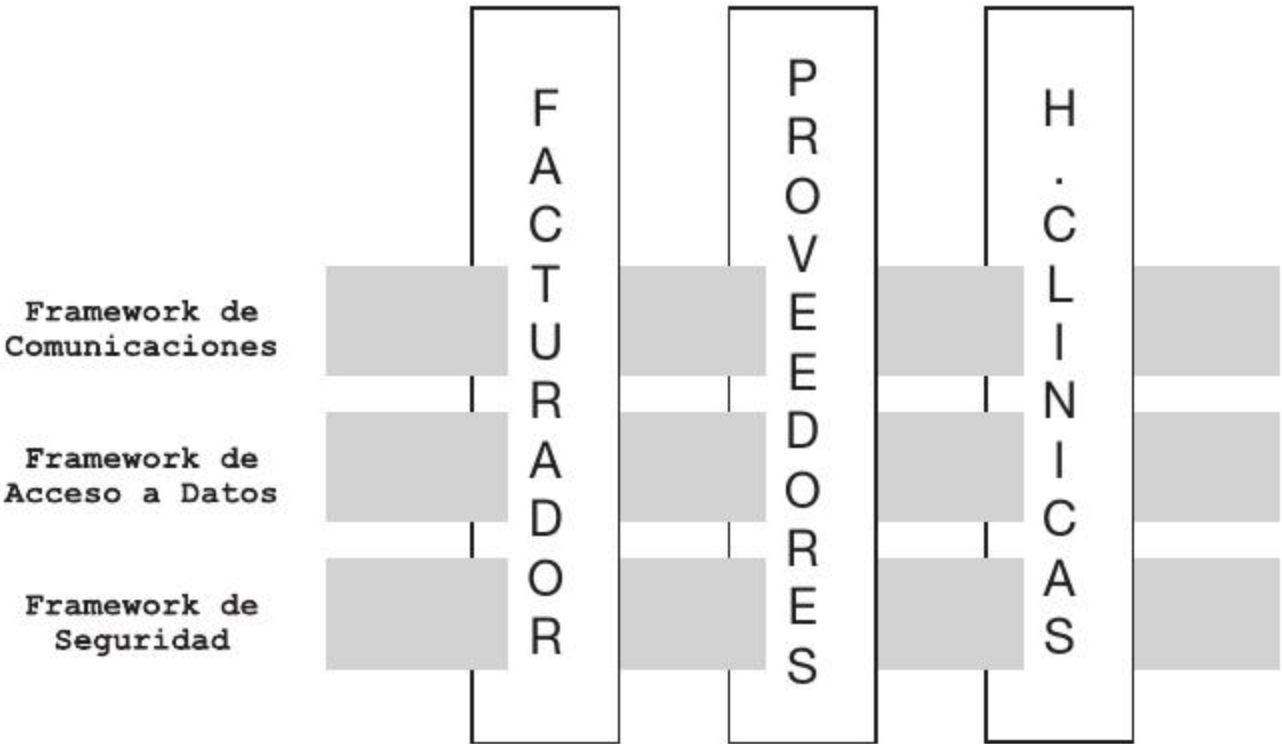 FACTURADOR
PROVEEDORES
H.CLINICAS
Framework de
Comunicaciones
Framework de
Acceso a Datos
Framework de
Seguridad